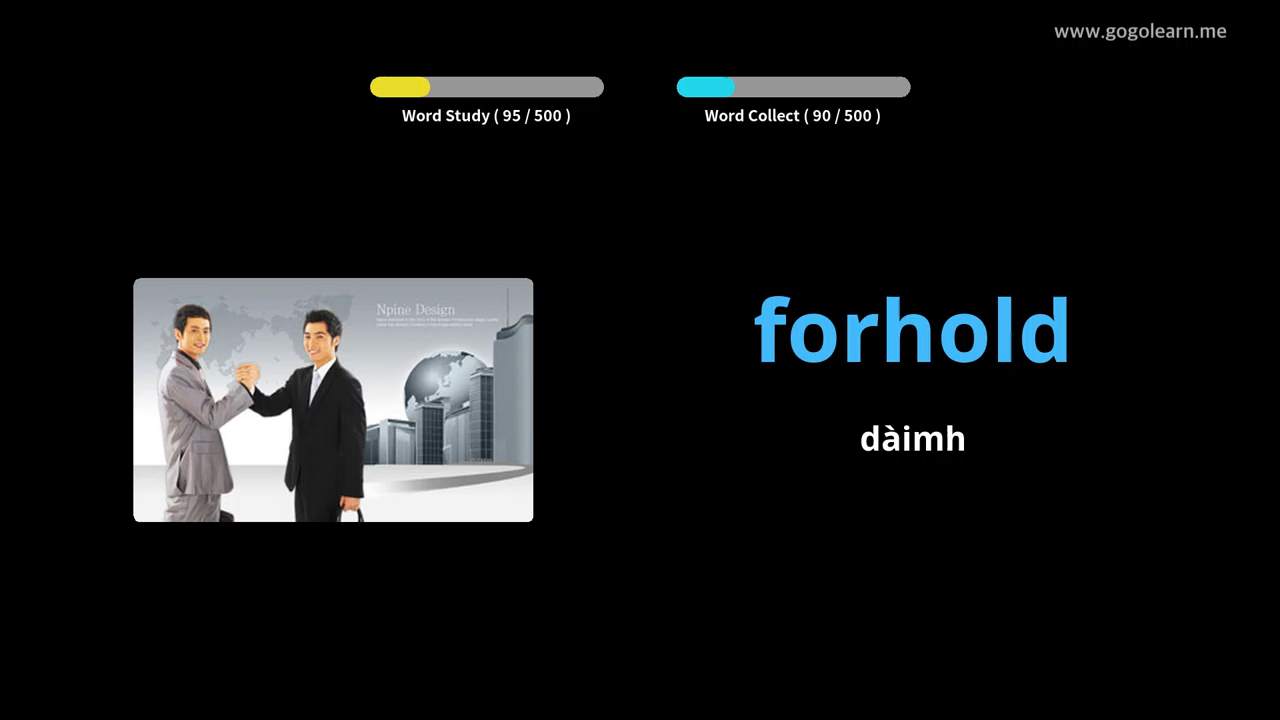 www.gogolearn.me
Word Study ( 95 / 500 )
Word Collect ( 90 / 500 )
Npine Design
forhold
dàimh